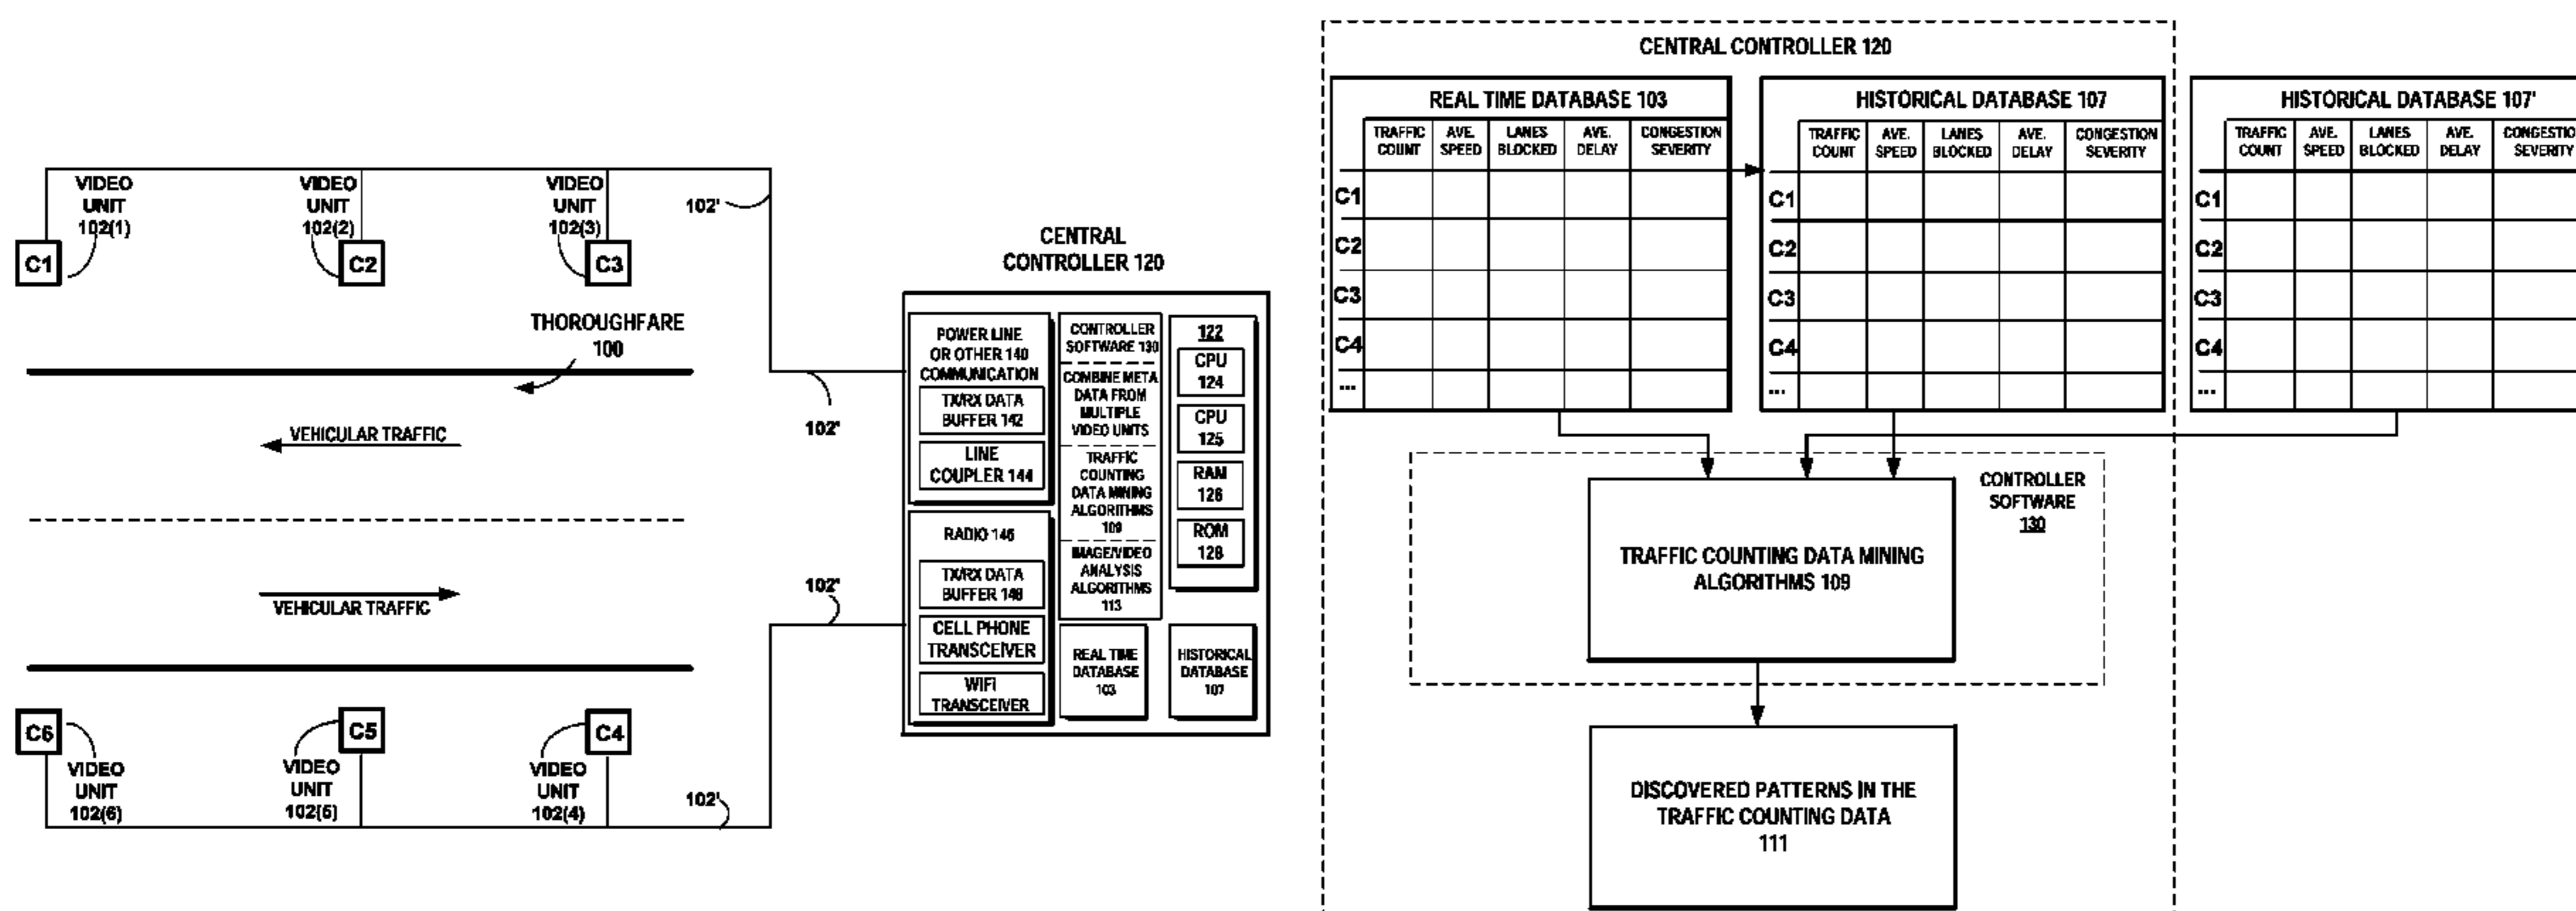 VIDEO
UNIT
102(1)
VIDEO
UNIT
102(2)
VIDEO
UNIT
102(3)
102'
C1
C2
C3
THOROUGHFARE
100
VEHICULAR TRAFFIC
VEHICULAR TRAFFIC
102'
102'
C6
C5
C4
VIDEO
UNIT
102(6)
VIDEO
UNIT
102(5)
VIDEO
UNIT
102(4)
102'
CENTRAL
CONTROLLER 120
POWER LINE
OR OTHER 140
COMMUNICATION
TX/RX DATA
BUFFER 142
LINE
COUPLER 144
RADIO 146
TX/RX DATA
BUFFER 148
CELL PHONE
TRANSCEIVER
WIFI
TRANSCEIVER
CONTROLLER
SOFTWARE 130
COMBINE META
DATA FROM
MULTIPLE
VIDEO UNITS
TRAFFIC
COUNTING
DATA MINING
ALGORITHMS
109
IMAGE/VIDEO
ANALYSIS
ALGORITHMS
113
122
CPU
124
CPU
125
RAM
126
ROM
128
REAL TIME
DATABASE
103
HISTORICAL
DATABASE
107
CENTRAL CONTROLLER 120
REAL TIME DATABASE 103
TRAFFIC COUNT
AVE. SPEED
LANES BLOCKED
AVE. DELAY
CONGESTION SEVERITY
C1
C2
C3
C4
...
HISTORICAL DATABASE 107
TRAFFIC COUNT
AVE. SPEED
LANES BLOCKED
AVE. DELAY
CONGESTION SEVERITY
C1
C2
C3
C4
...
HISTORICAL DATABASE 107'
TRAFFIC COUNT
AVE. SPEED
LANES BLOCKED
AVE. DELAY
CONGESTIO
SEVERITY
C1
C2
C3
C4
...
CONTROLLER
SOFTWARE
130
TRAFFIC COUNTING DATA MINING
ALGORITHMS 109
DISCOVERED PATTERNS IN THE
TRAFFIC COUNTING DATA
111